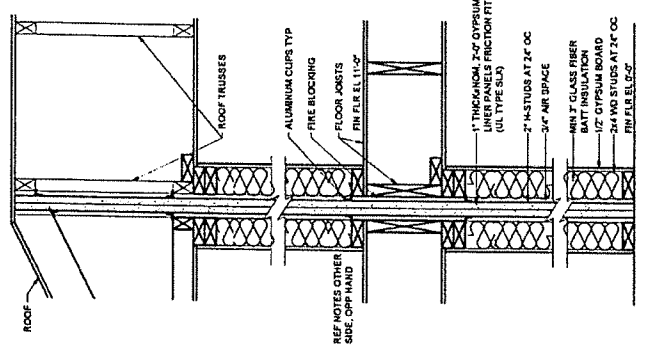 ROOF
ROOF TRUSSES
ALUMINUM CLIPS TYP
FIRE BLOCKING
FLOOR JOISTS
FIN FLR EL 11'-0"
REF NOTES OTHER
SIDE, OPP HAND
1" THICK NOM, 2'-0" GYPSUM
LINER PANELS FRICTION FIT
(UL TYPE SLX)
2" H-STUDS AT 24" OC
3/4" AIR SPACE
MIN 3" GLASS FIBER
BATT INSULATION
1/2" GYPSUM BOARD
2x4 WD STUDS AT 24" OC
FIN FLR EL 0'-0"